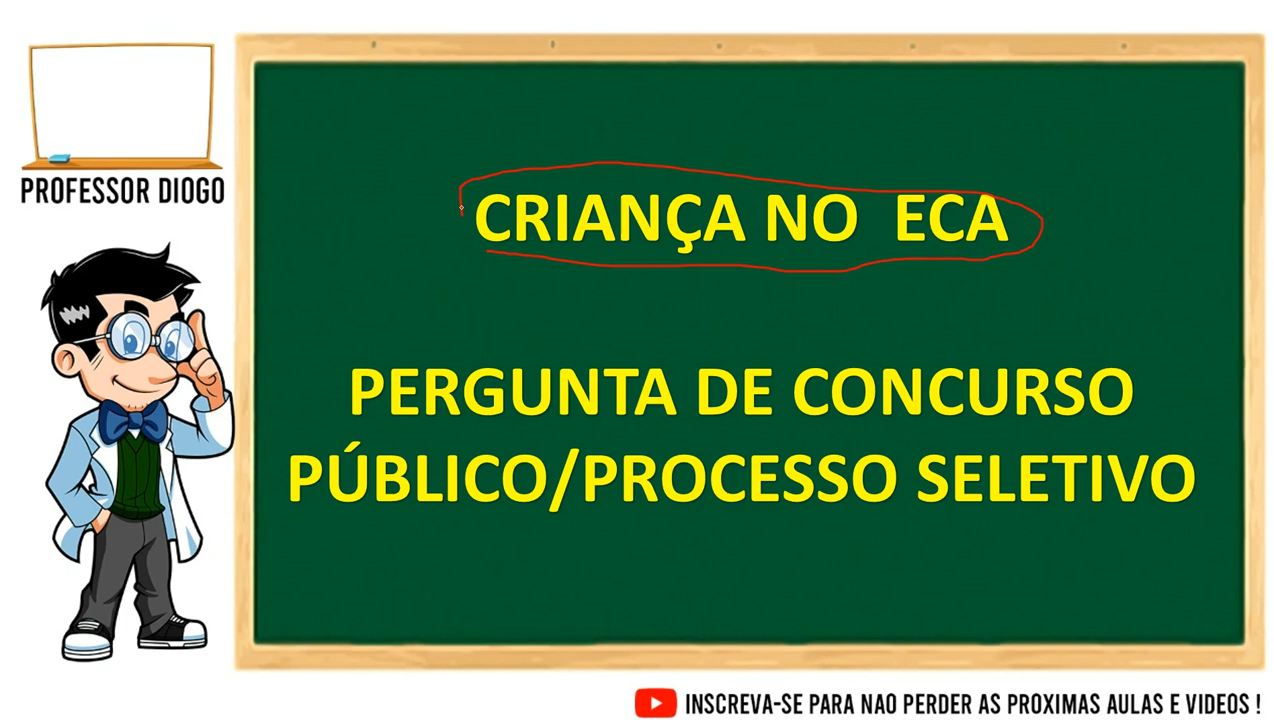 PROFESSOR DIOGO
CRIANÇA NO ECA
PERGUNTA DE CONCURSO
PÚBLICO/PROCESSO SELETIVO
INSCREVA-SE PARA NAO PERDER AS PROXIMAS AULAS E VIDEOS !